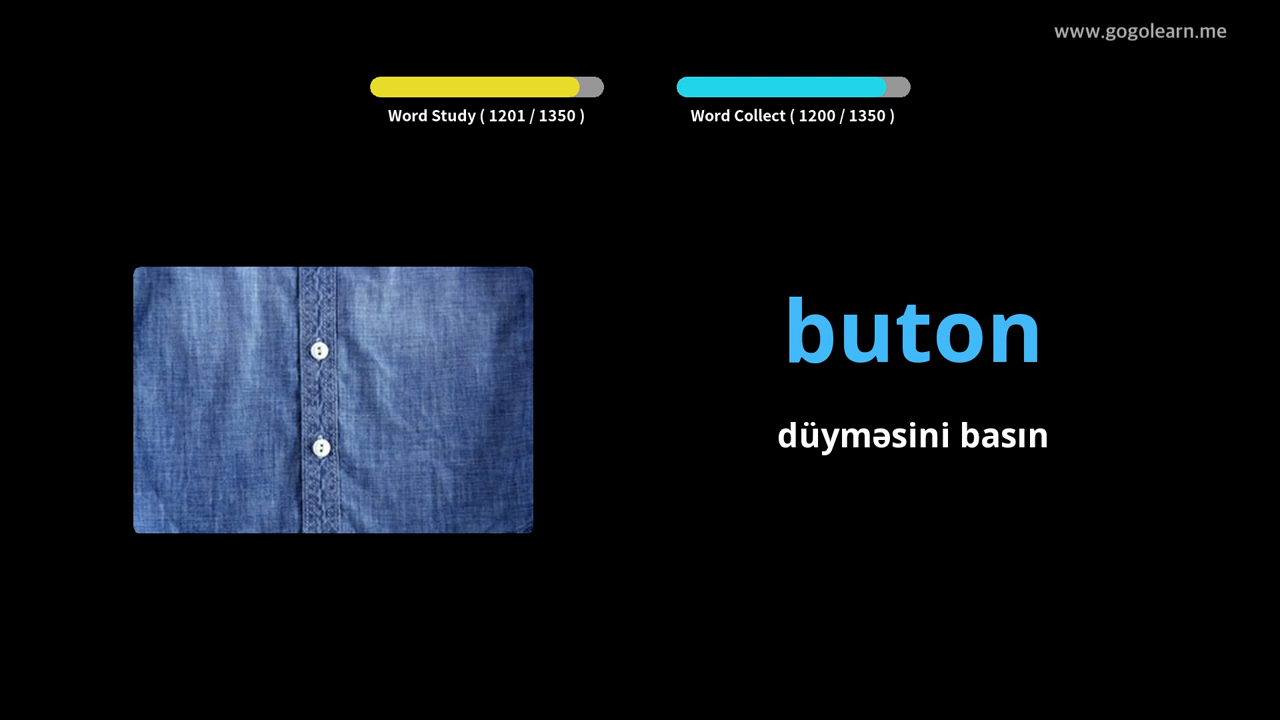 www.gogolearn.me
Word Study ( 1201 / 1350 )
Word Collect ( 1200 / 1350 )
buton
düyməsini basın